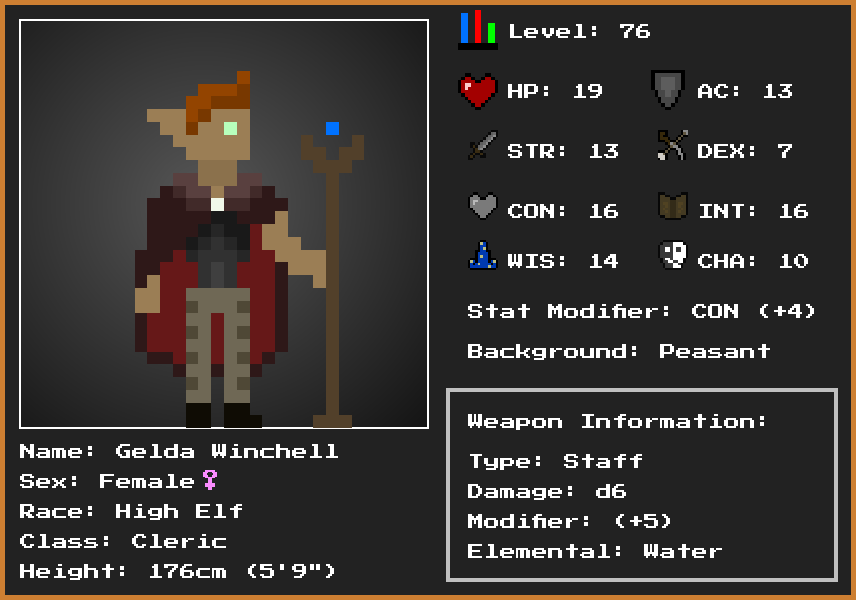 Level: 76
HP: 19 AC: 13
STR: 13 DEX: 7
CON: 16 INT: 16
WIS: 14 CHA: 10
Stat Modifier: CON (+4)
Background: Peasant
Weapon Information:
Type: Staff
Damage: d6
Modifier: (+5)
Elemental: Water
Name: Gelda Winchell
Sex: Female♀
Race: High Elf
Class: Cleric
Height: 176cm (5'9")